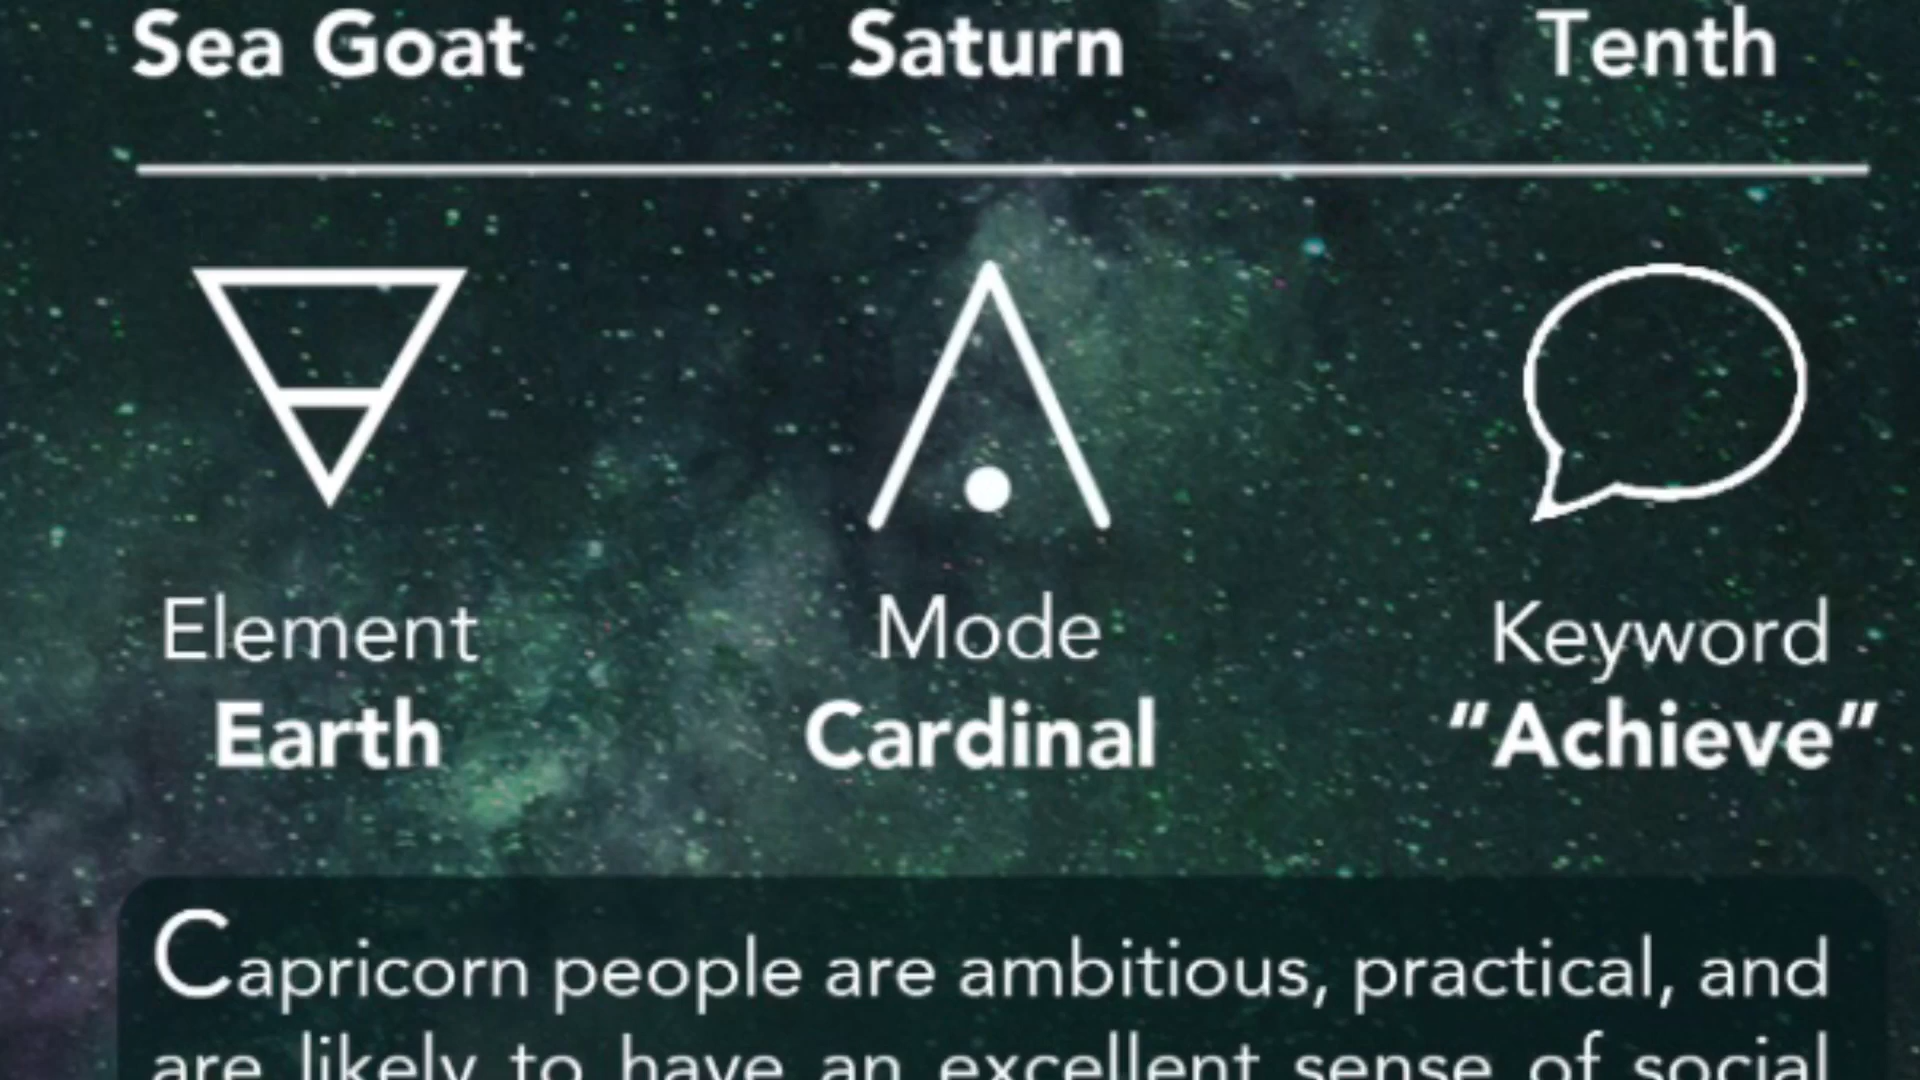 Sea Goat Saturn Tenth
Element Mode Keyword
Earth Cardinal “Achieve”
Capricorn people are ambitious, practical, and
are likely to have an excellent sense of social